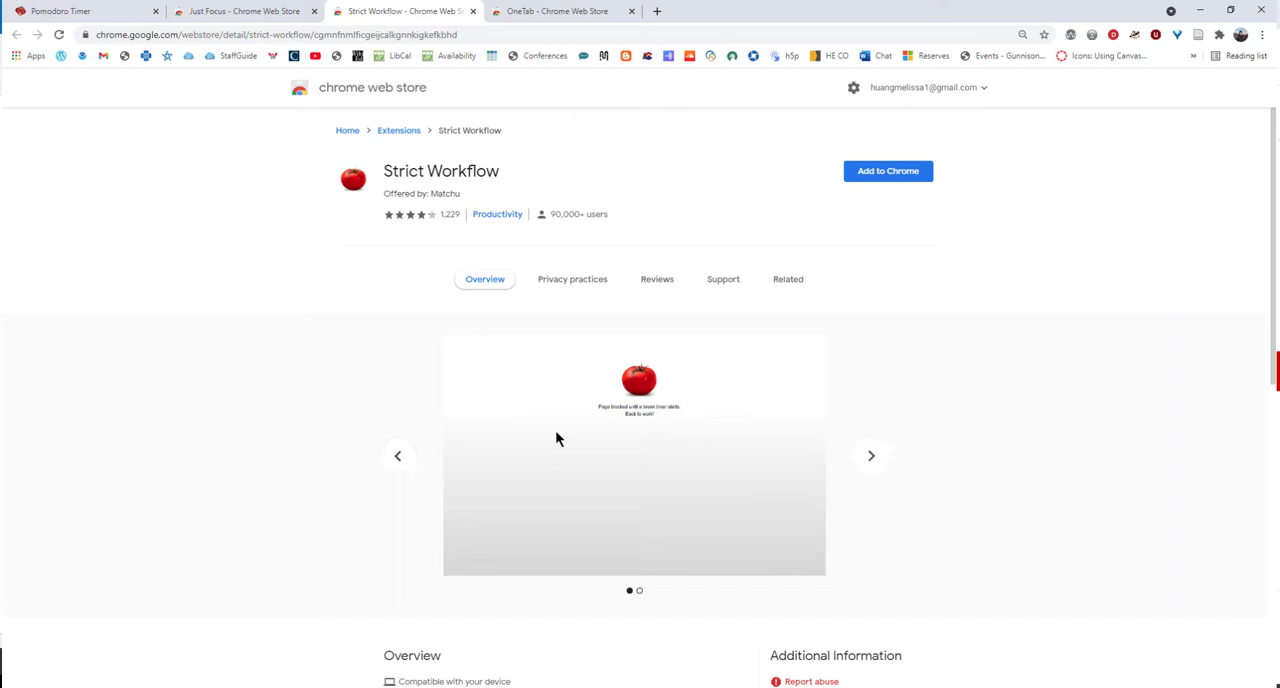 Pomodoro Timer
Just Focus - Chrome Web Store
Strict Workflow - Chrome Web S
OneTab - Chrome Web Store
chrome.google.com/webstore/detail/strict-workflow/cgmnfnmlficgeijcalkgnnkigkefkbhd
Apps
StaffGuide
LibCal
Availability
Conferences
h5p
HE CO
Chat
Reserves
Events - Gunnison...
Icons: Using Canvas...
»
Reading list
chrome web store
huangmelissa1@gmail.com
Home > Extensions > Strict Workflow
Strict Workflow
Add to Chrome
Offered by: Matchu
1,229 | Productivity | 90,000+ users
Overview
Privacy practices
Reviews
Support
Related
Page blocked until a break timer starts.
Back to work!
Overview
Additional Information
Compatible with your device
Report abuse